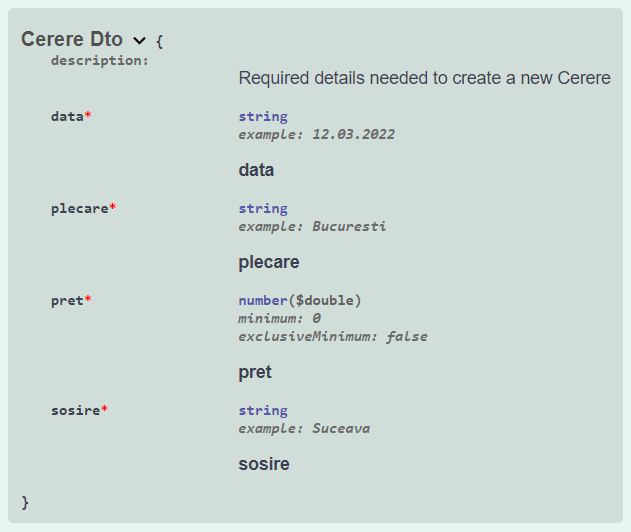 Cerere Dto {
description:
Required details needed to create a new Cerere
data* string
example: 12.03.2022
data
plecare* string
example: Bucuresti
plecare
pret* number($double)
minimum: 0
exclusiveMinimum: false
pret
sosire* string
example: Suceava
sosire
}